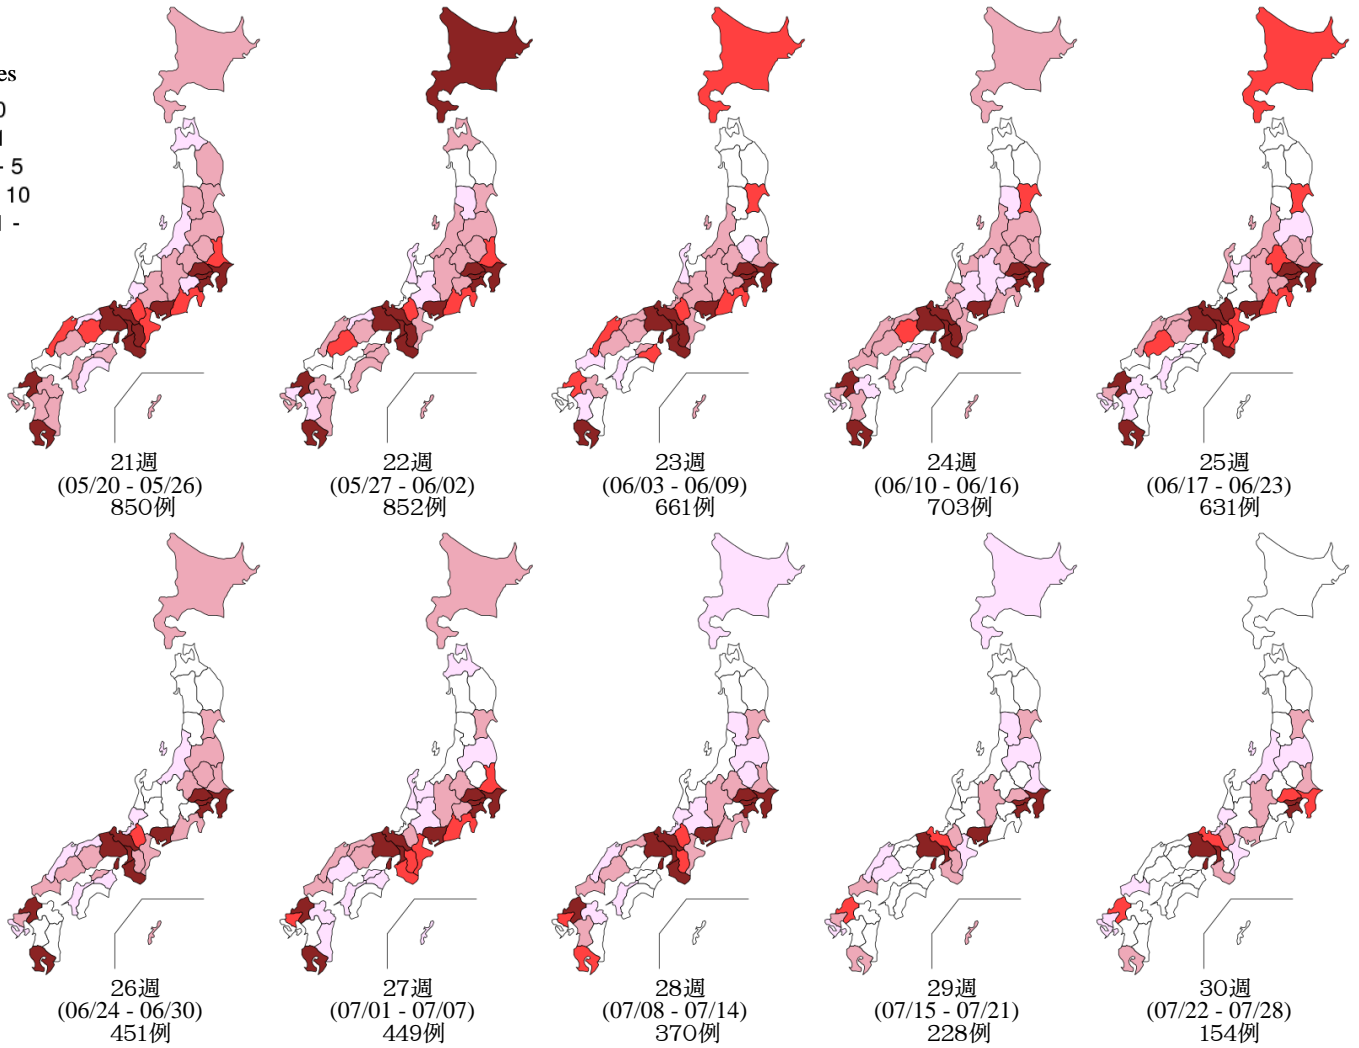 es
0
1
- 5
10
-
21週
(05/20 - 05/26)
850例
22週
(05/27 - 06/02)
852例
23週
(06/03 - 06/09)
661例
24週
(06/10 - 06/16)
703例
25週
(06/17 - 06/23)
631例
26週
(06/24 - 06/30)
451例
27週
(07/01 - 07/07)
449例
28週
(07/08 - 07/14)
370例
29週
(07/15 - 07/21)
228例
30週
(07/22 - 07/28)
154例